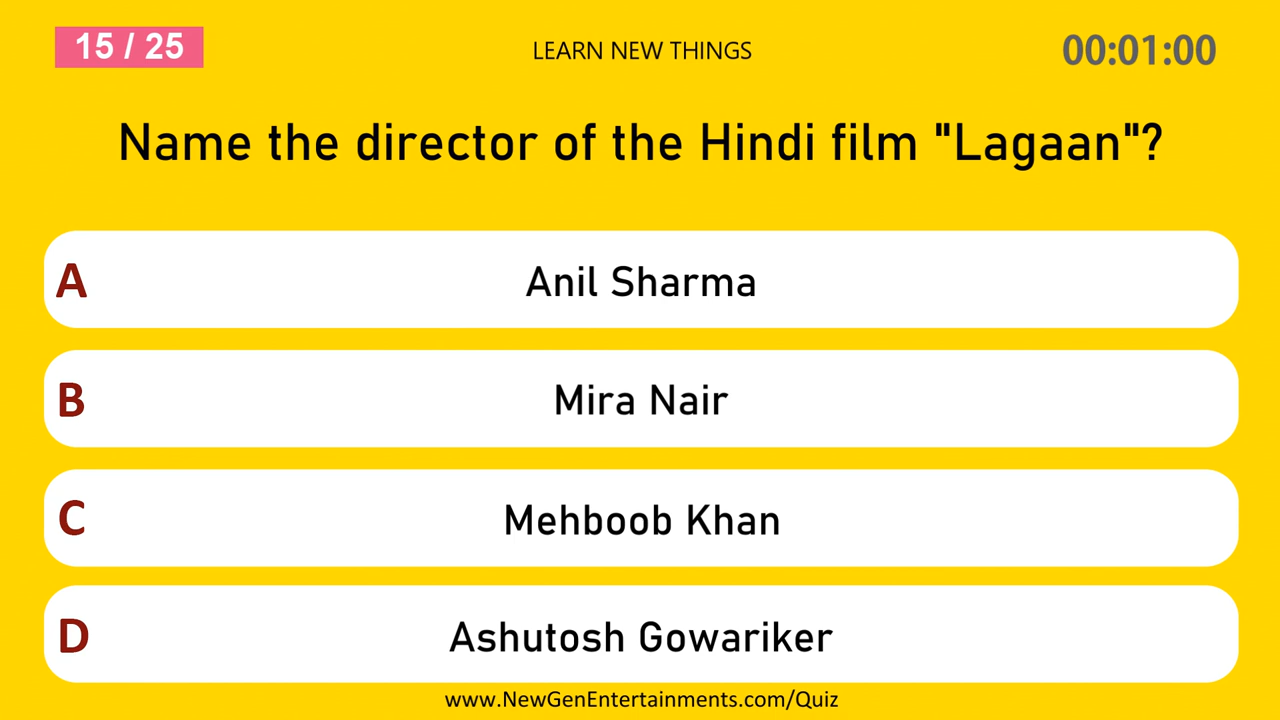 15 / 25
LEARN NEW THINGS
00:01:00
Name the director of the Hindi film "Lagaan"?
A Anil Sharma
B Mira Nair
C Mehboob Khan
D Ashutosh Gowariker
www.NewGenEntertainments.com/Quiz